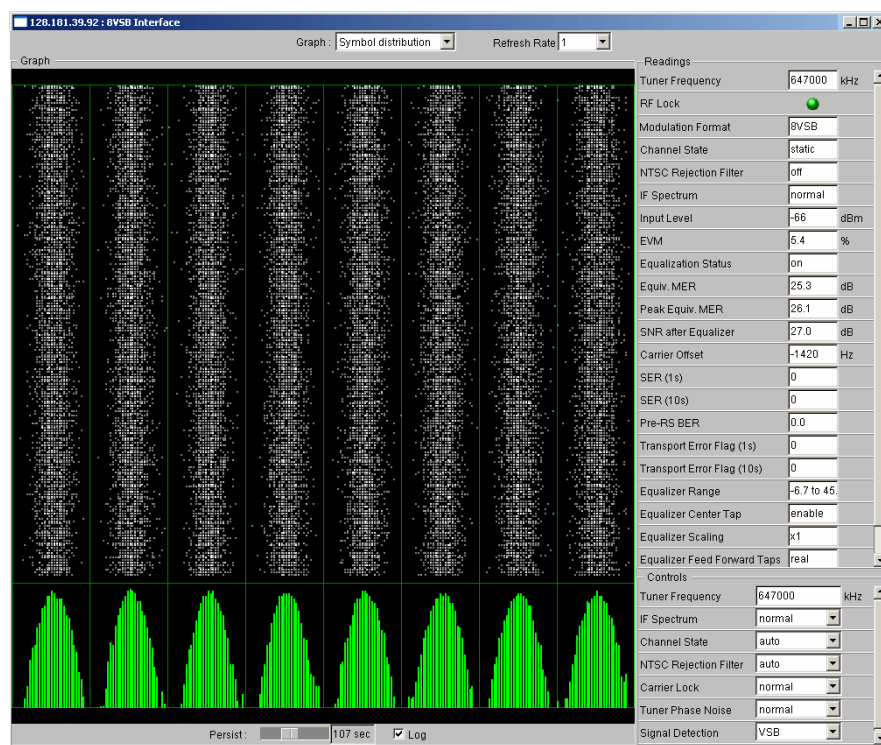 128.181.39.92 : 8VSB Interface
Graph : Symbol distribution Refresh Rate 1
Graph
Readings
Tuner Frequency 647000 kHz
RF Lock
Modulation Format 8VSB
Channel State static
NTSC Rejection Filter off
IF Spectrum normal
Input Level -66 dBm
EVM 5.4 %
Equalization Status on
Equiv. MER 25.3 dB
Peak Equiv. MER 26.1 dB
SNR after Equalizer 27.0 dB
Carrier Offset -1420 Hz
SER (1s) 0
SER (10s) 0
Pre-RS BER 0.0
Transport Error Flag (1s) 0
Transport Error Flag (10s) 0
Equalizer Range -6.7 to 45.
Equalizer Center Tap enable
Equalizer Scaling x1
Equalizer Feed Forward Taps real
Controls
Tuner Frequency 647000 kHz
IF Spectrum normal
Channel State auto
NTSC Rejection Filter auto
Carrier Lock normal
Tuner Phase Noise normal
Signal Detection VSB
Persist : 107 sec Log